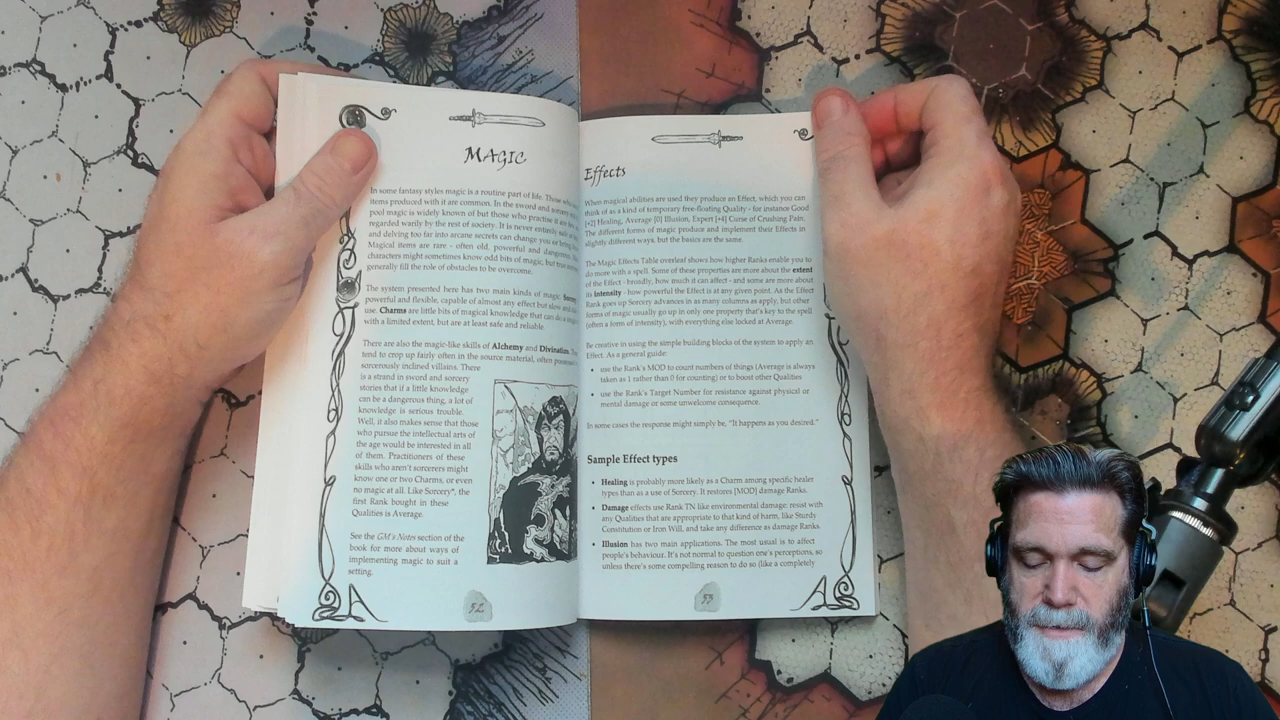 MAGIC
In some fantasy styles magic is a routine part of life. Those who
items produced with it are common. In the sword and sorcery
pool magic is widely known of but those who practise it are
regarded warily by the rest of society. It is never entirely
and delving too far into arcane secrets can change you or
Magical items are rare - often old, powerful and dangerous.
characters might sometimes know odd bits of magic, but
generally fill the role of obstacles to be overcome.
The system presented here has two main kinds of magic.
powerful and flexible, capable of almost any effect but slow
use. Charms are little bits of magical knowledge that can do a
with a limited extent, but are at least safe and reliable
There are also the magic-like skills of Alchemy and Divination.
tend to crop up fairly often in the source material, often
sorcerously inclined villains. There
is a strand in sword and sorcery
stories that if a little knowledge
can be a dangerous thing, a lot of
knowledge is serious trouble.
Well, it also makes sense that those
who pursue the intellectual arts of
the age would be interested in all
of them. Practitioners of these
skills who aren't sorcerers might
know one or two Charms, or even
no magic at all. Like Sorcery*, the
first Rank bought in these
Qualities is Average.
See the GM's Notes section of the
book for more about ways of
implementing magic to suit a
setting.
52
Effects
When magical abilities are used they produce an Effect, which you can
think of as a kind of temporary free-floating Quality - for instance Good
[+2] Healing, Average [0] Illusion, Expert [+4] Curse of Crushing Pain.
The different forms of magic produce and implement their Effects in
slightly different ways, but the basics are the same.
The Magic Effects Table overleaf shows how higher Ranks enable you to
do more with a spell. Some of these properties are more about the extent
of the Effect - broadly, how much it can affect - and some are more about
its intensity - how powerful the Effect is at any given point. As the Effect
Rank goes up Sorcery advances in as many columns as apply, but other
forms of magic usually go up in only one property that's key to the spell
(often a form of intensity), with everything else locked at Average.
Be creative in using the simple building blocks of the system to apply an
Effect. As a general guide:
• use the Rank's MOD to count numbers of things (Average is always
taken as 1 rather than 0 for counting) or to boost other Qualities
• use the Rank's Target Number for resistance against physical or
mental damage or some unwelcome consequence.
In some cases the response might simply be, "It happens as you desired."
Sample Effect types
• Healing is probably more likely as a Charm among specific healer
types than as a use of Sorcery. It restores [MOD] damage Ranks.
• Damage effects use Rank TN like environmental damage: resist with
any Qualities that are appropriate to that kind of harm, like Sturdy
Constitution or Iron Will, and take any difference as damage Ranks.
• Illusion has two main applications. The most usual is to affect
people's behaviour. It's not normal to question one's perceptions, so
unless there's some compelling reason to do so (like a completely
53